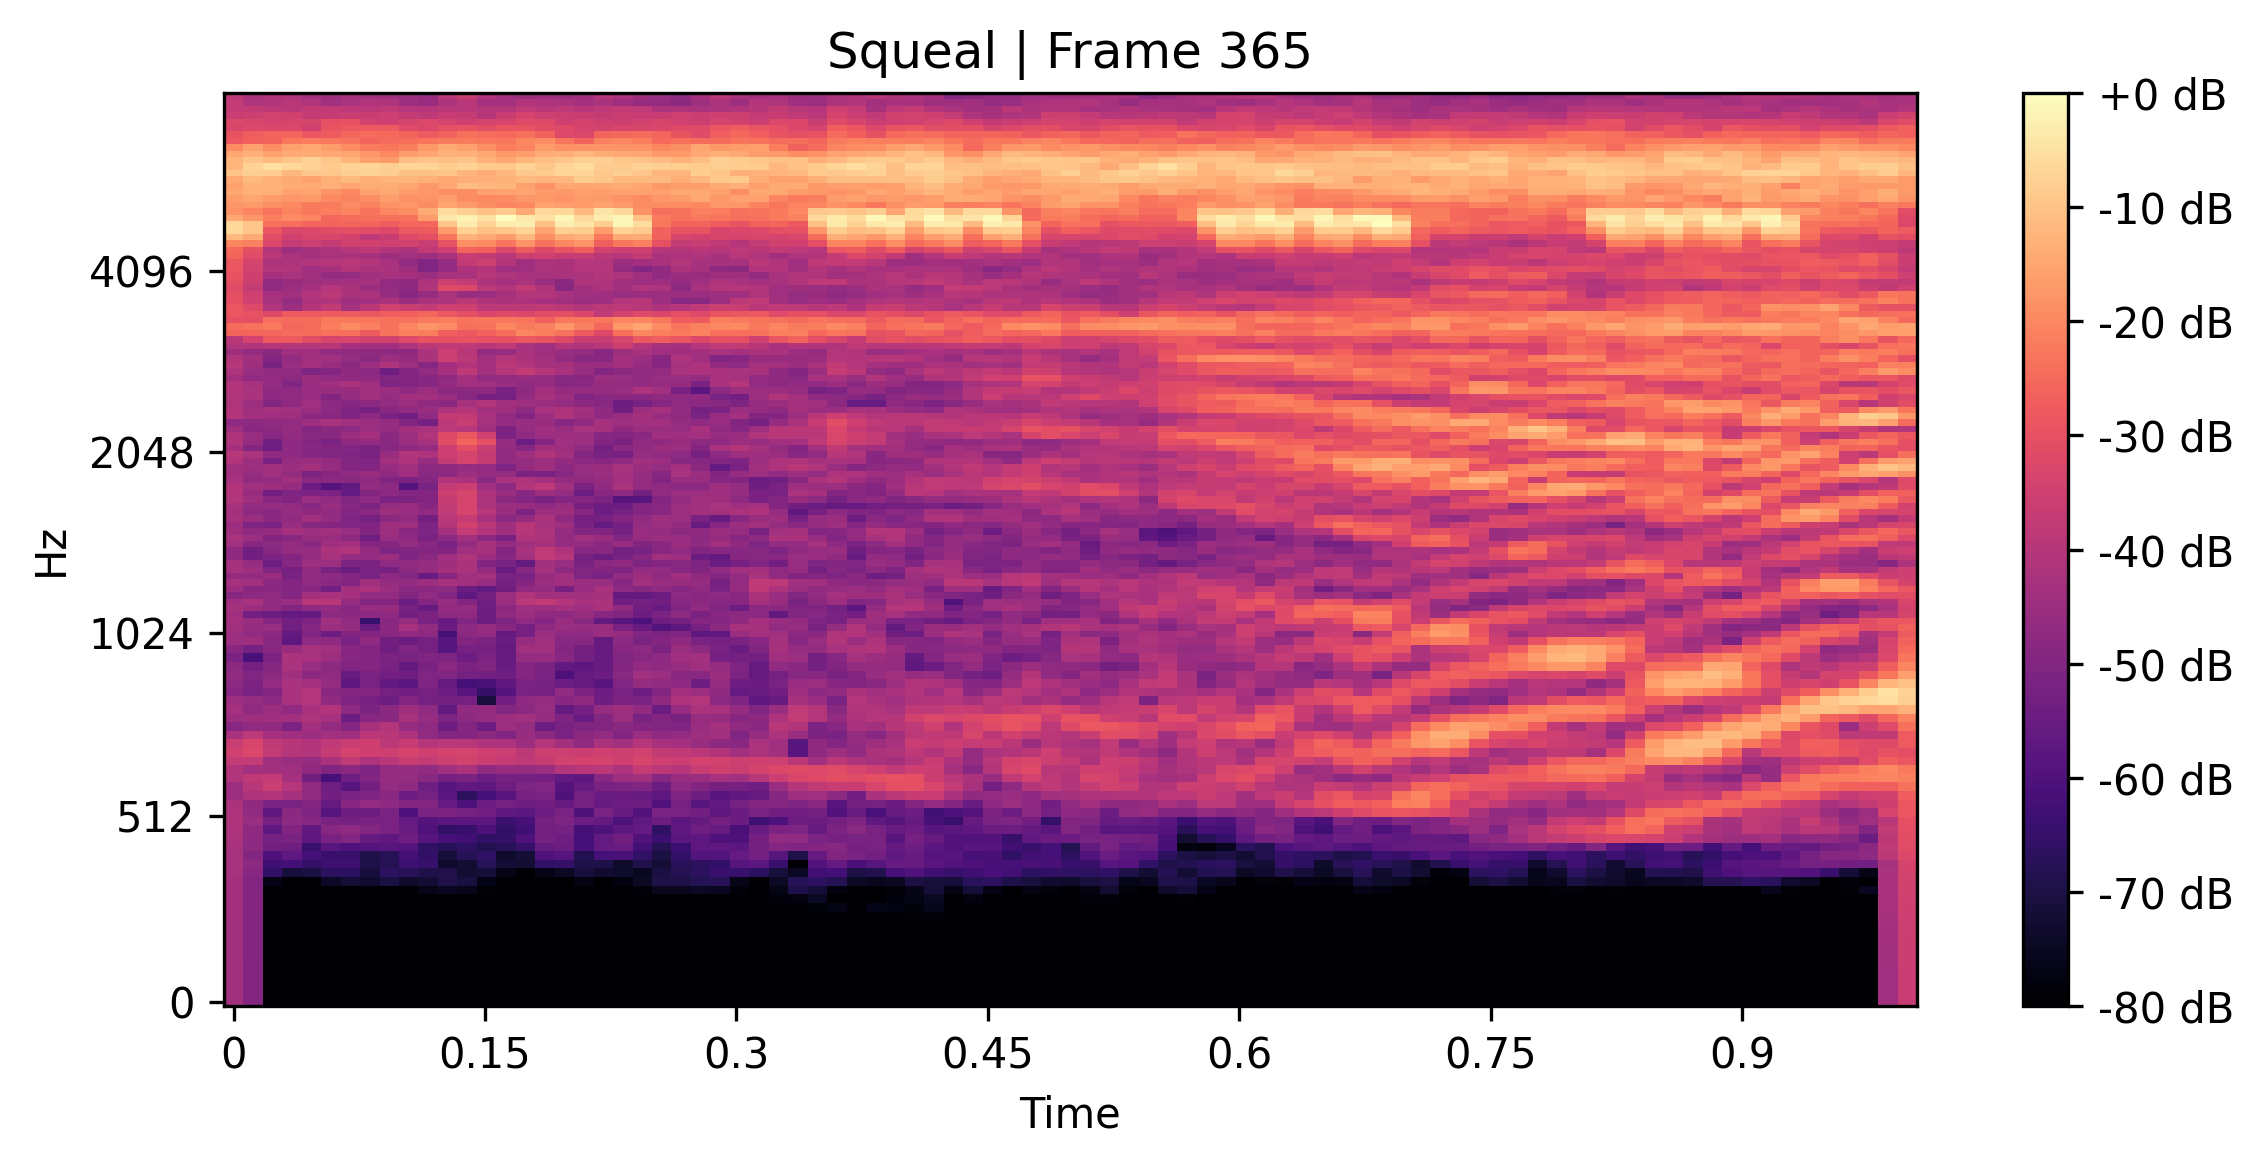 Squeal | Frame 365
+0 dB
-10 dB
-20 dB
-30 dB
-40 dB
-50 dB
-60 dB
-70 dB
-80 dB
Hz
4096
2048
1024
512
0
0 0.15 0.3 0.45 0.6 0.75 0.9
Time